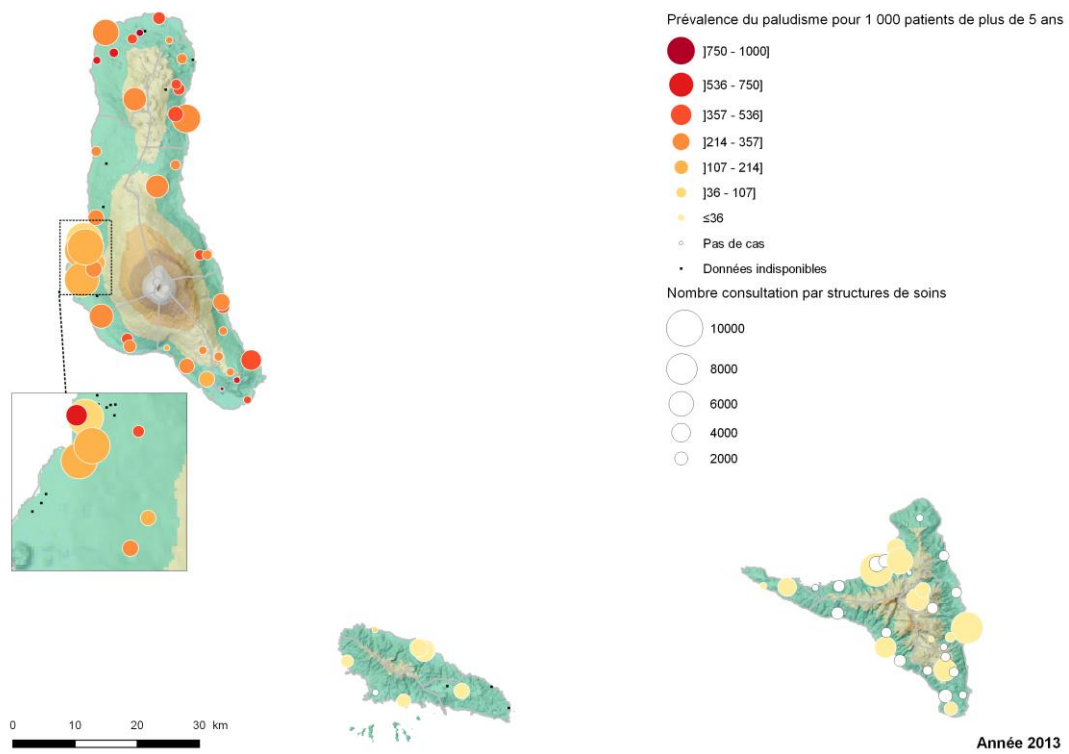 Prévalence du paludisme pour 1 000 patients de plus de 5 ans
]750 - 1000]
]536 - 750]
]357 - 536]
]214 - 357]
]107 - 214]
]36 - 107]
≤36
Pas de cas
Données indisponibles
Nombre consultation par structures de soins
10000
8000
6000
4000
2000
0 10 20 30 km
Année 2013